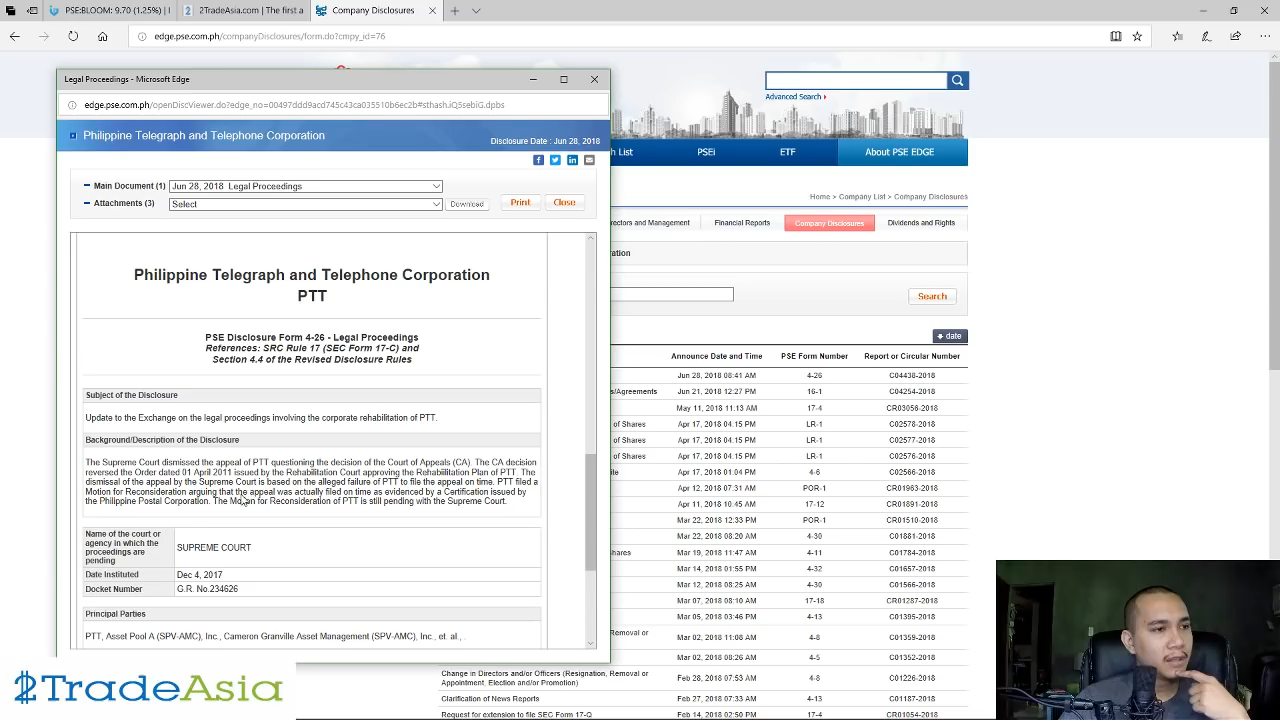 PSE:BLOOM: 9.70 (1.25%) |
2TradeAsia.com | The first a
Company Disclosures
edge.pse.com.ph/companyDisclosures/form.do?cmpy_id=76
Legal Proceedings - Microsoft Edge
edge.pse.com.ph/openDiscViewer.do?edge_no=00497ddd9acd745c43ca035510b6ec2b#sthash.iQ5sebiG.dpbs
Philippine Telegraph and Telephone Corporation
Disclosure Date : Jun 28, 2018
Main Document (1)
Jun 28, 2018 Legal Proceedings
Attachments (3)
Select
Download
Print
Close
Philippine Telegraph and Telephone Corporation
PTT
PSE Disclosure Form 4-26 - Legal Proceedings
References: SRC Rule 17 (SEC Form 17-C) and
Section 4.4 of the Revised Disclosure Rules
Subject of the Disclosure
Update to the Exchange on the legal proceedings involving the corporate rehabilitation of PTT.
Background/Description of the Disclosure
The Supreme Court dismissed the appeal of PTT questioning the decision of the Court of Appeals (CA). The CA decision
reversed the Order dated 01 April 2011 issued by the Rehabilitation Court approving the Rehabilitation Plan of PTT. The
dismissal of the appeal by the Supreme Court is based on the alleged failure of PTT to file the appeal on time. PTT filed a
Motion for Reconsideration arguing that the appeal was actually filed on time as evidenced by a Certification issued by
the Philippine Postal Corporation. The Motion for Reconsideration of PTT is still pending with the Supreme Court.
Name of the court or
agency in which the
proceedings are
pending
SUPREME COURT
Date Instituted
Dec 4, 2017
Docket Number
G.R. No.234626
Principal Parties
PTT, Asset Pool A (SPV-AMC), Inc., Cameron Granville Asset Management (SPV-AMC), Inc., et. al., .
Advanced Search
h List
PSEi
ETF
About PSE EDGE
Home > Company List > Company Disclosures
rectors and Management
Financial Reports
Company Disclosures
Dividends and Rights
ration
Search
date
Announce Date and Time
PSE Form Number
Report or Circular Number
Jun 28, 2018 08:41 AM
4-26
C04438-2018
s/Agreements
Jun 21, 2018 12:27 PM
16-1
C04254-2018
May 11, 2018 11:13 AM
17-4
CR03056-2018
of Shares
Apr 17, 2018 04:15 PM
LR-1
C02578-2018
of Shares
Apr 17, 2018 04:15 PM
LR-1
C02577-2018
of Shares
Apr 17, 2018 04:15 PM
LR-1
C02576-2018
ite
Apr 17, 2018 01:04 PM
4-6
C02566-2018
Apr 12, 2018 07:31 AM
POR-1
CR01963-2018
Apr 11, 2018 10:45 AM
17-12
CR01891-2018
Mar 22, 2018 12:33 PM
POR-1
CR01510-2018
Mar 22, 2018 08:20 AM
4-30
C01881-2018
hares
Mar 19, 2018 11:47 AM
4-11
C01784-2018
Mar 14, 2018 01:55 PM
4-32
C01657-2018
Mar 12, 2018 08:25 AM
4-30
C01566-2018
Mar 07, 2018 08:10 AM
17-18
CR01287-2018
Mar 05, 2018 03:46 PM
4-13
C01395-2018
Removal or
Mar 02, 2018 11:08 AM
4-8
C01359-2018
Mar 02, 2018 08:26 AM
4-5
C01352-2018
Change in Directors and/or Officers (Resignation, Removal or
Appointment, Election and/or Promotion)
Feb 28, 2018 07:53 AM
4-8
C01226-2018
Clarification of News Reports
Feb 27, 2018 07:33 AM
4-13
C01187-2018
Request for extension to file SEC Form 17-Q
Feb 14, 2018 02:50 PM
17-4
CR01054-2018
2TradeAsia